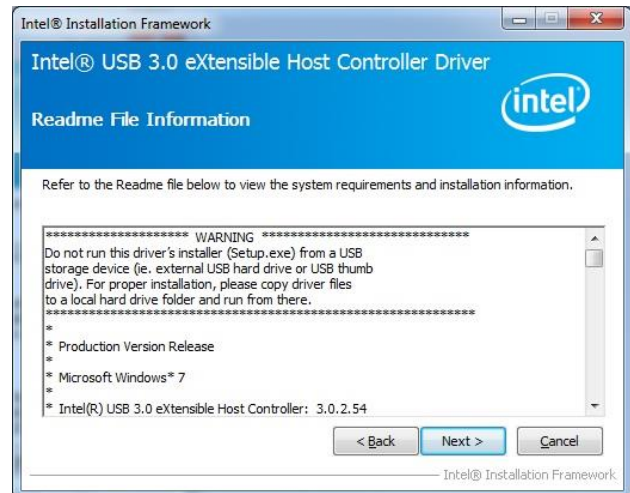 Intel® Installation Framework
Intel® USB 3.0 eXtensible Host Controller Driver
intel
Readme File Information
Refer to the Readme file below to view the system requirements and installation information.
******************** WARNING *****************************
Do not run this driver's installer (Setup.exe) from a USB
storage device (ie. external USB hard drive or USB thumb
drive). For proper installation, please copy driver files
to a local hard drive folder and run from there.
************************************************************
*
* Production Version Release
*
* Microsoft Windows* 7
*
* Intel(R) USB 3.0 eXtensible Host Controller: 3.0.2.54
< Back
Next >
Cancel
Intel® Installation Framework